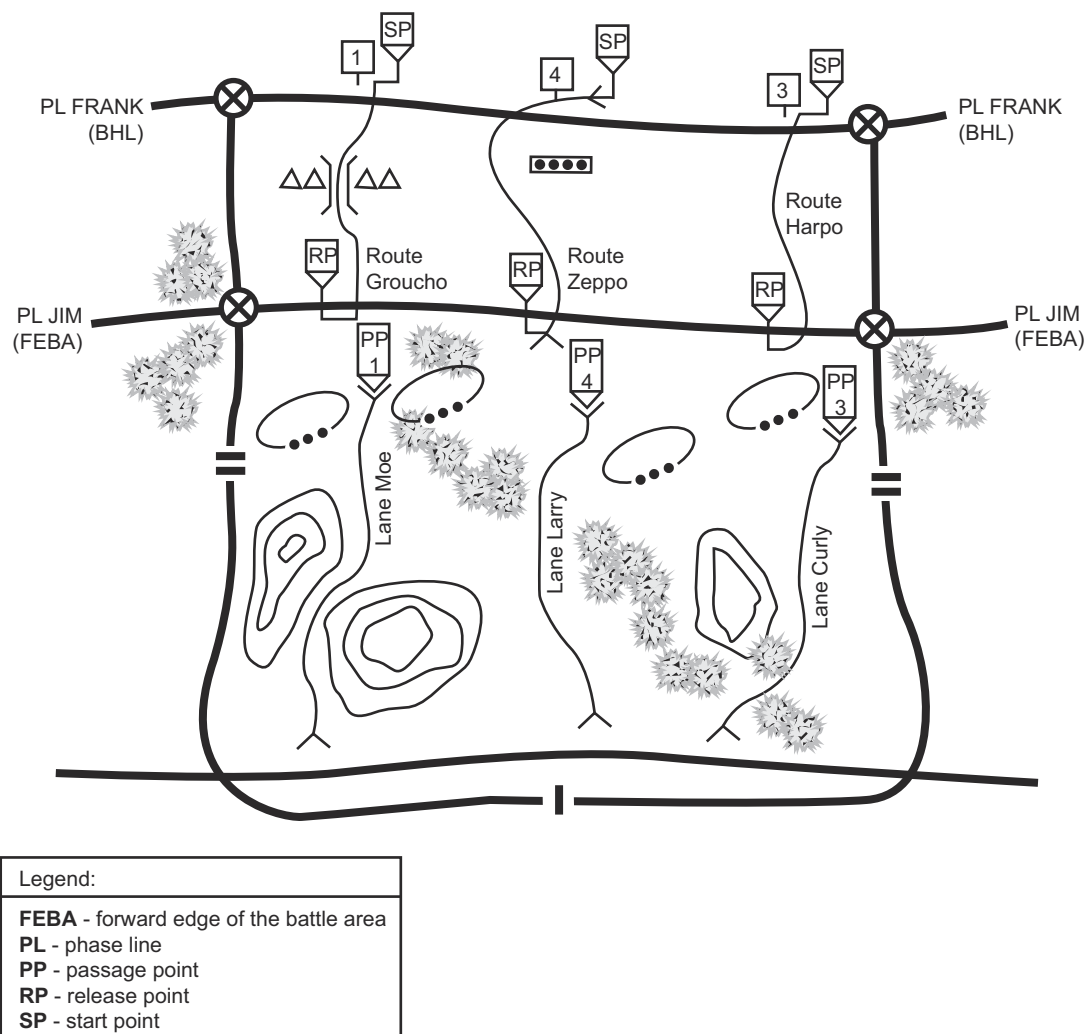 SP
SP
SP
1
4
3
PL FRANK
(BHL)
PL FRANK
(BHL)
Route
Harpo
RP
Route
Groucho
RP
Route
Zeppo
RP
PL JIM
(FEBA)
PL JIM
(FEBA)
PP
1
PP
4
PP
3
Lane Moe
Lane Larry
Lane Curly
Legend:
FEBA - forward edge of the battle area
PL - phase line
PP - passage point
RP - release point
SP - start point